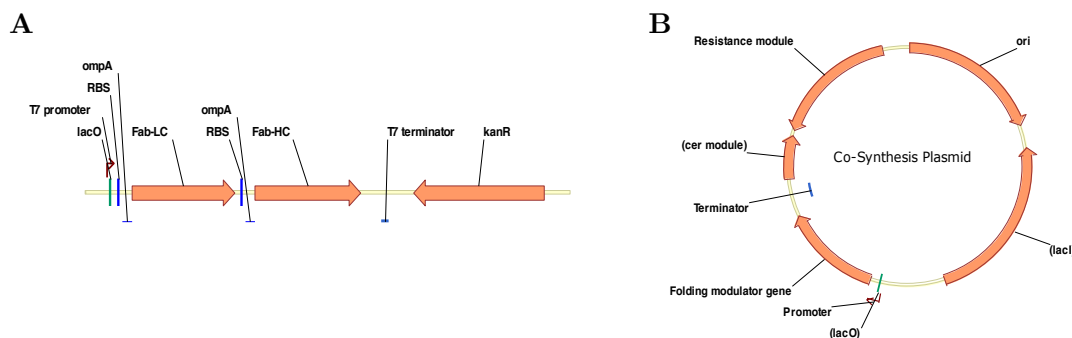 A
ompA
RBS
T7 promoter
lacO
Fab-LC
ompA
RBS
Fab-HC
T7 terminator
kanR
B
Resistance module
ori
(cer module)
Co-Synthesis Plasmid
Terminator
(lacI
Folding modulator gene
Promoter
(lacO)